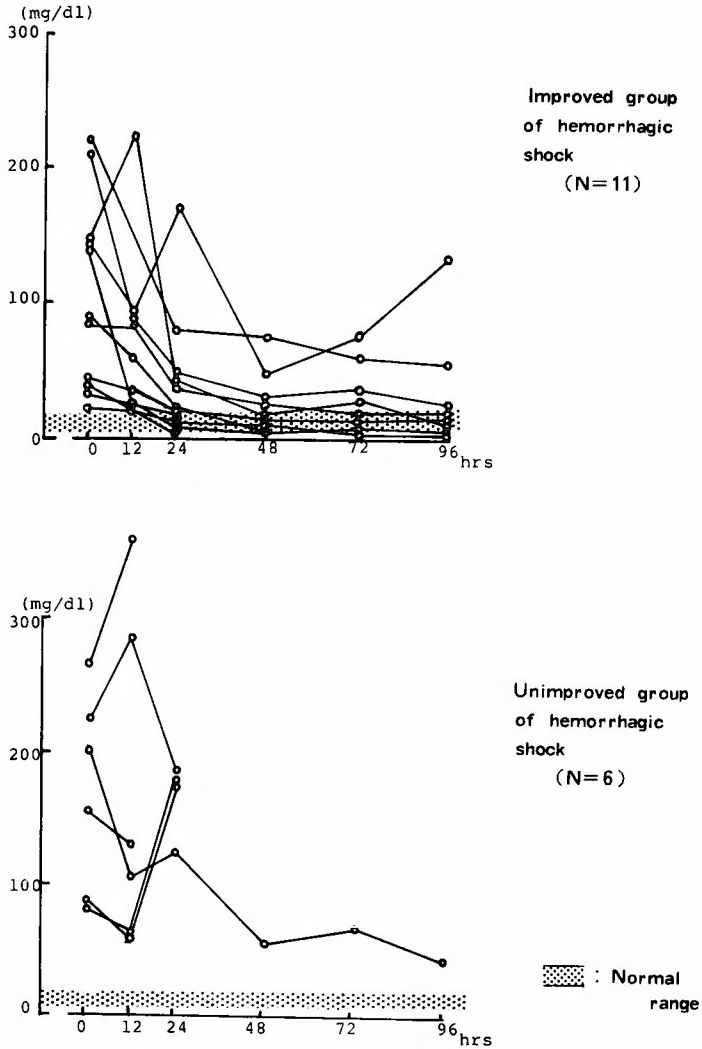 (mg/dl)
300
200
100
0
0 12 24 48 72 96 hrs
Improved group
of hemorrhagic
shock
(N=11)
(mg/dl)
300
200
100
0
0 12 24 48 72 96 hrs
Unimproved group
of hemorrhagic
shock
(N=6)
: Normal
range